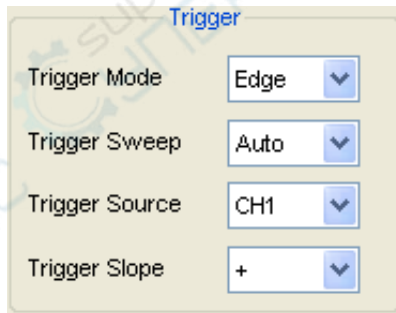 Trigger
Trigger Mode Edge
Trigger Sweep Auto
Trigger Source CH1
Trigger Slope +